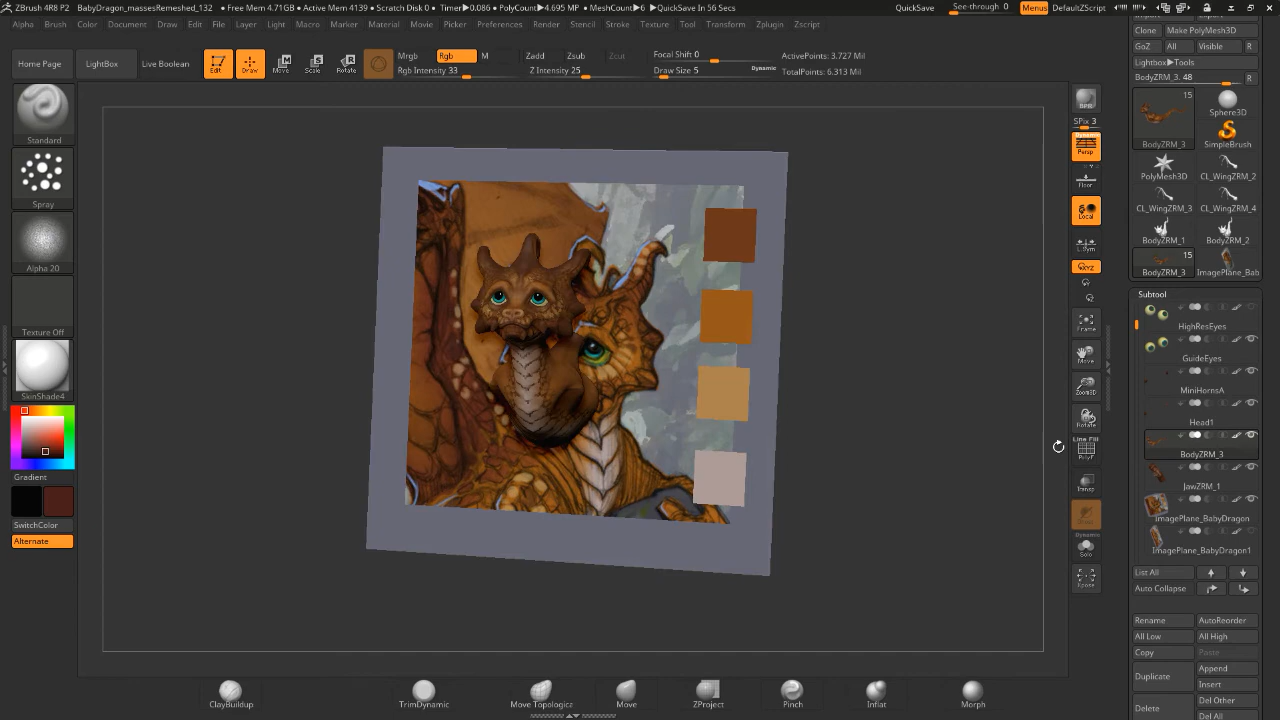 ZBrush 4R8 P2 BabyDragon_massesRemeshed_132 • Free Mem 4.71GB • Active Mem 4139 • Scratch Disk 0 • Timer▶0.086 • PolyCount▶4.695 MP • MeshCount▶6 ▶QuickSave In 56 Secs QuickSave See-through 0 Menus DefaultZScript
Alpha Brush Color Document Draw Edit File Layer Light Macro Marker Material Movie Picker Preferences Render Stencil Stroke Texture Tool Transform Zplugin Zscript
Home Page LightBox Live Boolean Edit Draw Move Scale Rotate
Mrgb Rgb M
Rgb Intensity 33
Zadd Zsub Zcut
Z Intensity 25
Focal Shift 0
Draw Size 5 Dynamic
ActivePoints: 3.727 Mil
TotalPoints: 6.313 Mil
Standard
Spray
Alpha 20
Texture Off
SkinShade4
Gradient
SwitchColor
Alternate
BPR
SPix 3
Dynamic
Persp
Floor
Local
L.Sym
XYZ
Frame
Move
Zoom3D
Rotate
Line Fill
PolyF
Transp
Dynamic
Solo
Xpose
Clone Make PolyMesh3D
GoZ All Visible R
Lightbox▶Tools
BodyZRM_3. 48 R
15
BodyZRM_3 Sphere3D
SimpleBrush
PolyMesh3D CL_WingZRM_2
CL_WingZRM_3 CL_WingZRM_4
BodyZRM_1 BodyZRM_2
15
BodyZRM_3 ImagePlane_Bab
Subtool
HighResEyes
GuideEyes
MiniHornsA
Head1
BodyZRM_3
JawZRM_1
ImagePlane_BabyDragon
ImagePlane_BabyDragon1
List All
Auto Collapse
Rename AutoReorder
All Low All High
Copy Paste
Duplicate Append
Insert
Delete Del Other
Del All
ClayBuildup TrimDynamic Move Topologica Move ZProject Pinch Inflat Morph